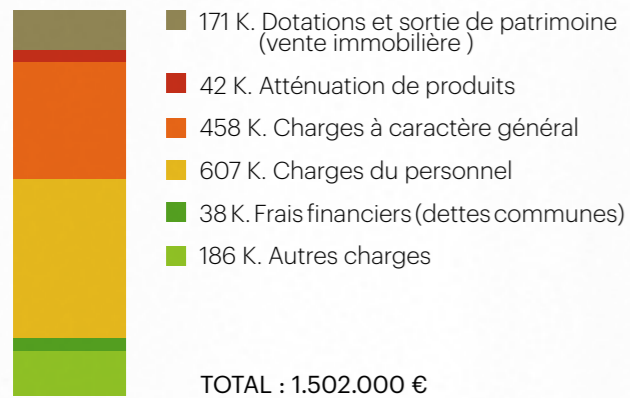 171 K. Dotations et sortie de patrimoine
(vente immobilière )
42 K. Atténuation de produits
458 K. Charges à caractère général
607 K. Charges du personnel
38 K. Frais financiers (dettes communes)
186 K. Autres charges
TOTAL : 1.502.000 €